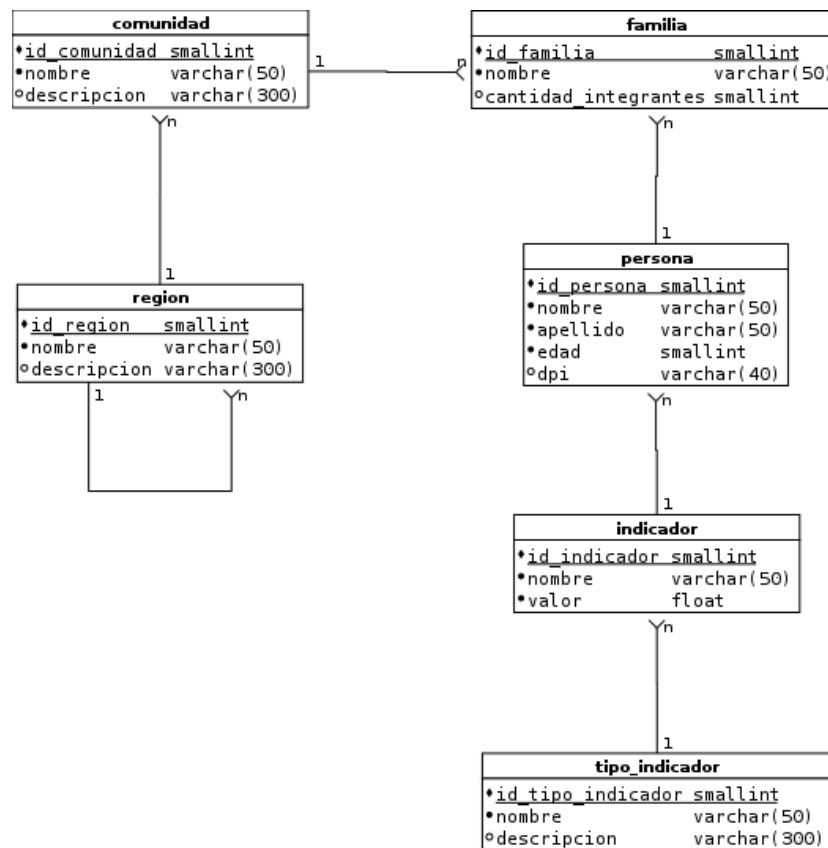 comunidad
id_comunidad smallint
nombre varchar(50)
descripcion varchar(300)
1
n
familia
id_familia smallint
nombre varchar(50)
cantidad_integrantes smallint
n
n
1
1
region
id_region smallint
nombre varchar(50)
descripcion varchar(300)
1
n
persona
id_persona smallint
nombre varchar(50)
apellido varchar(50)
edad smallint
dpi varchar(40)
n
1
indicador
id_indicador smallint
nombre varchar(50)
valor float
n
1
tipo_indicador
id_tipo_indicador smallint
nombre varchar(50)
descripcion varchar(300)